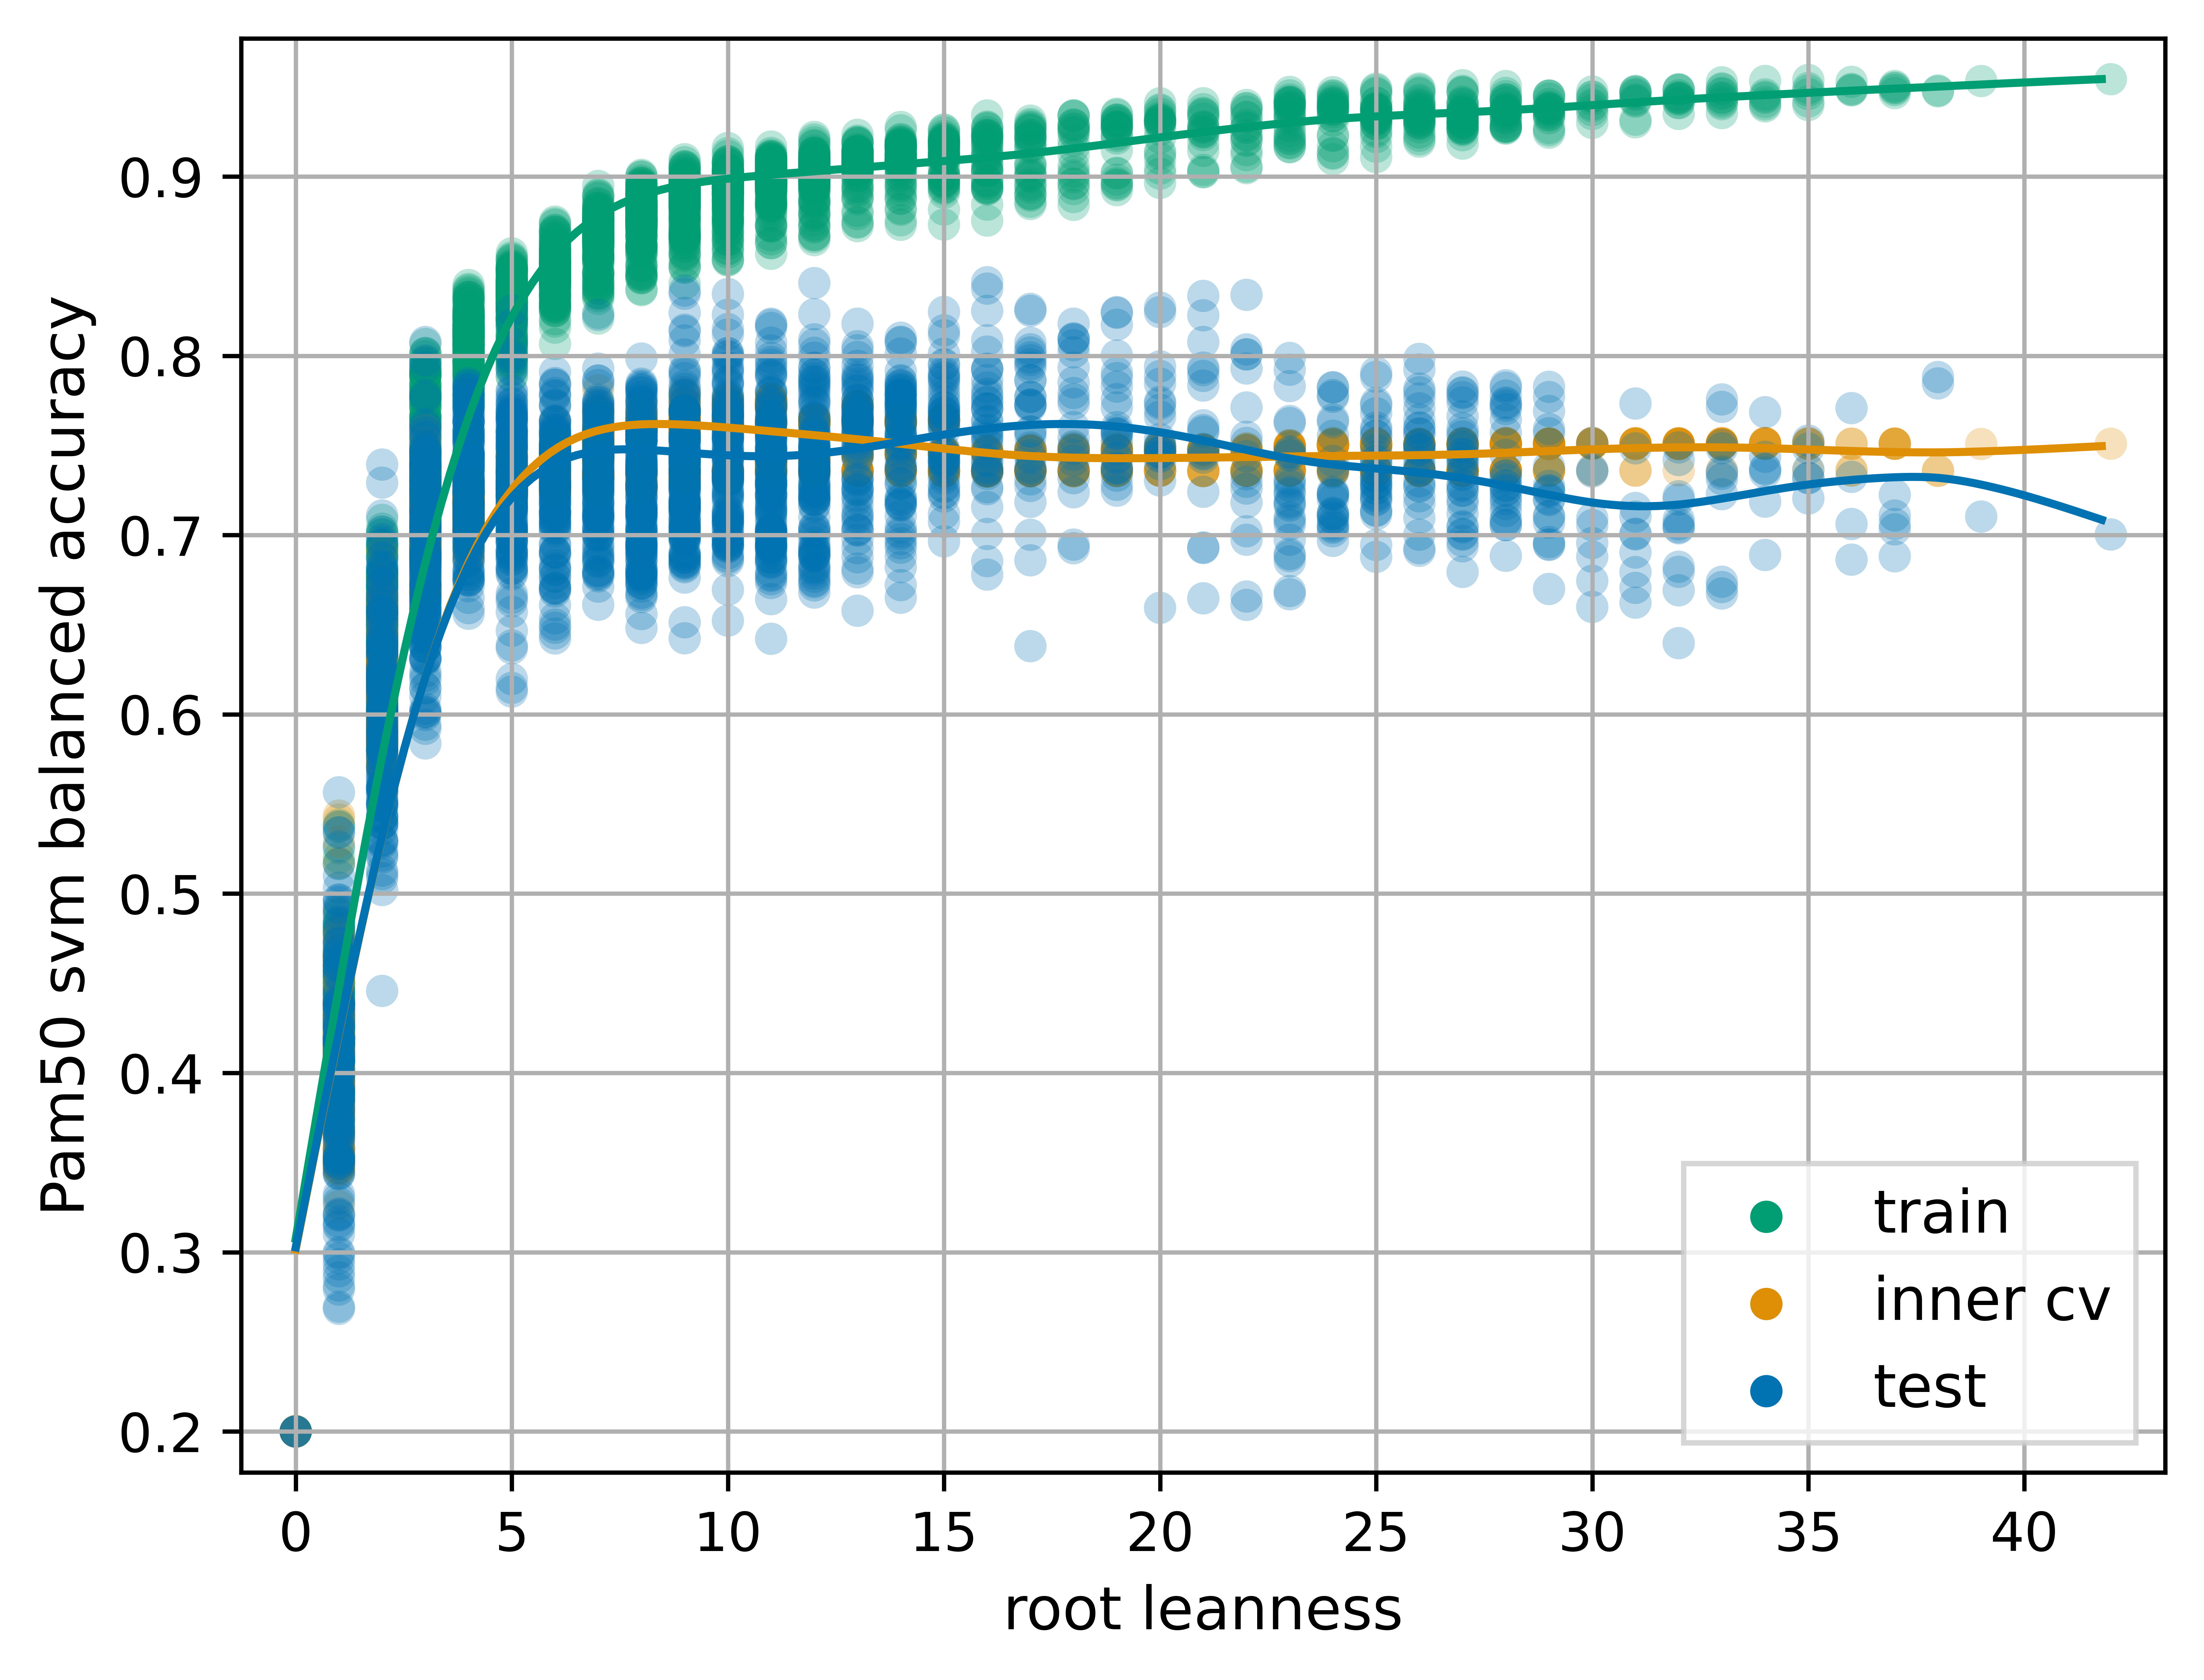 Pam50 svm balanced accuracy
0.9
0.8
0.7
0.6
0.5
0.4
0.3
0.2
train
inner cv
test
0 5 10 15 20 25 30 35 40
root leanness